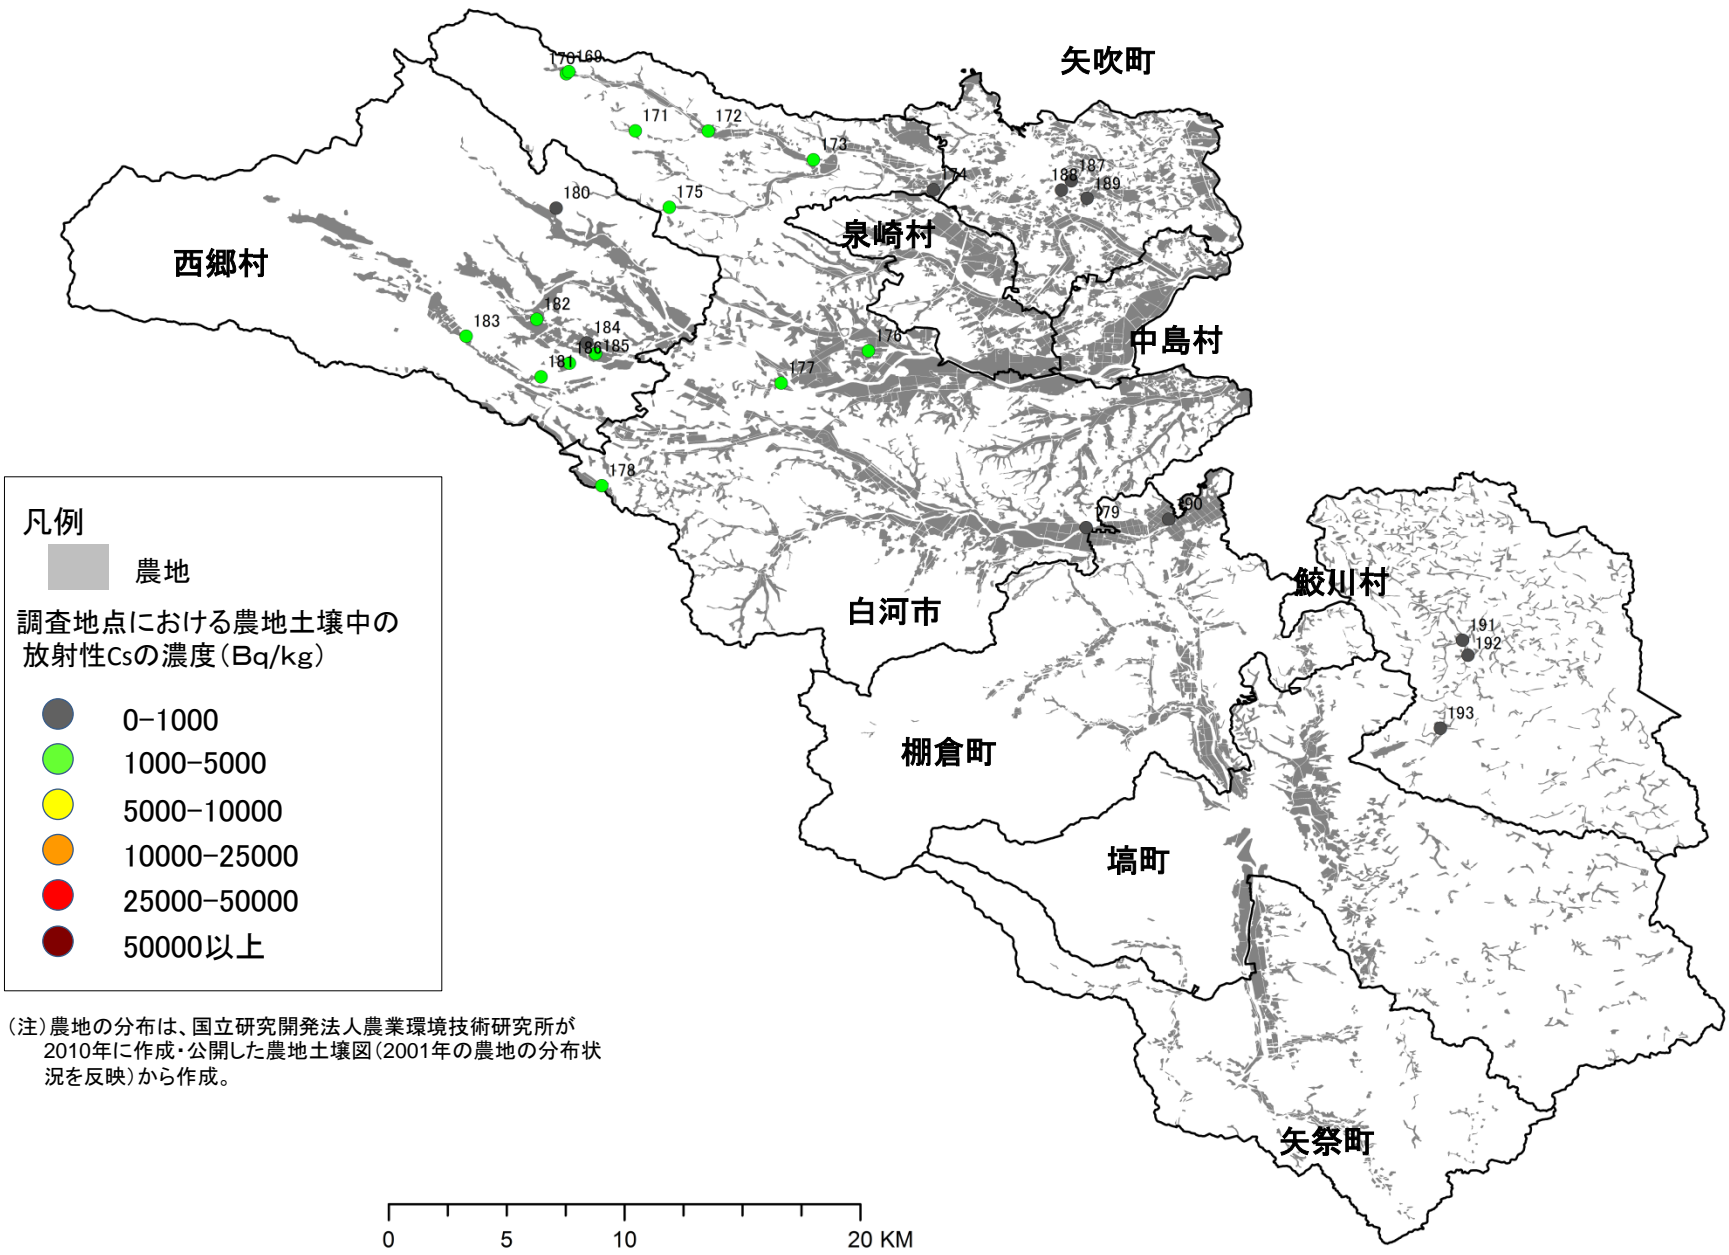 矢吹町
170 169
171
172
173
174
187
188
189
175
180
泉崎村
西郷村
182
183
184
186 185
181
176
177
中島村
178
179
190
凡例
農地
調査地点における農地土壌中の
放射性Csの濃度（Bq/kg）
0-1000
1000-5000
5000-10000
10000-25000
25000-50000
50000以上
白河市
鮫川村
191
192
193
棚倉町
塙町
矢祭町
（注）農地の分布は、国立研究開発法人農業環境技術研究所が
2010年に作成・公開した農地土壌図（2001年の農地の分布状
況を反映）から作成。
0 5 10 20 KM